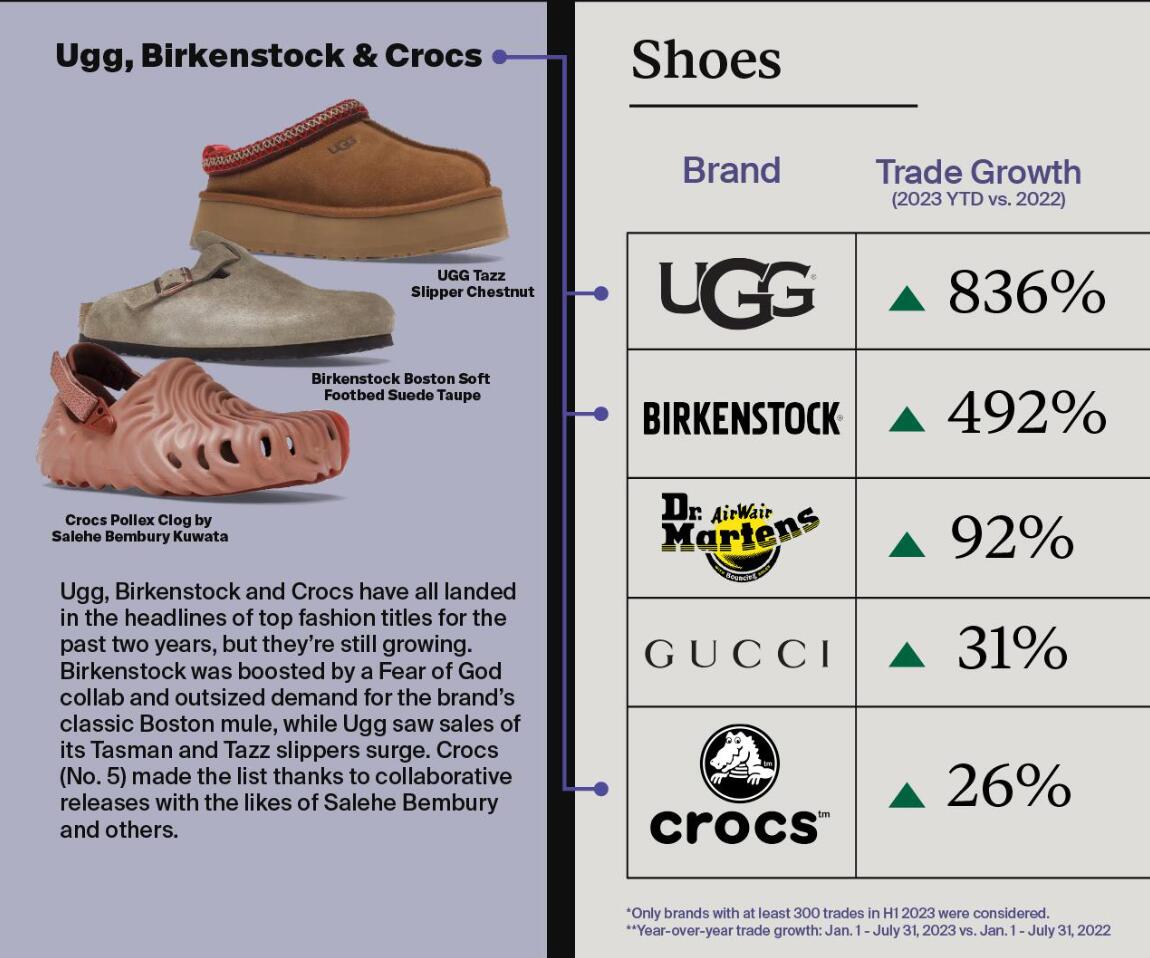 Ugg, Birkenstock & Crocs
UGG
UGG Tazz
Slipper Chestnut
Birkenstock Boston Soft
Footbed Suede Taupe
Crocs Pollex Clog by
Salehe Bembury Kuwata
Ugg, Birkenstock and Crocs have all landed
in the headlines of top fashion titles for the
past two years, but they're still growing.
Birkenstock was boosted by a Fear of God
collab and outsized demand for the brand's
classic Boston mule, while Ugg saw sales of
its Tasman and Tazz slippers surge. Crocs
(No. 5) made the list thanks to collaborative
releases with the likes of Salehe Bembury
and others.
Shoes
Brand
Trade Growth
(2023 YTD vs. 2022)
UGG®
836%
BIRKENSTOCK®
492%
Dr. AirWair
Martens
With Bouncing Soles
92%
GUCCI
31%
tm
crocs™
26%
*Only brands with at least 300 trades in H1 2023 were considered.
**Year-over-year trade growth: Jan. 1 - July 31, 2023 vs. Jan. 1 - July 31, 2022